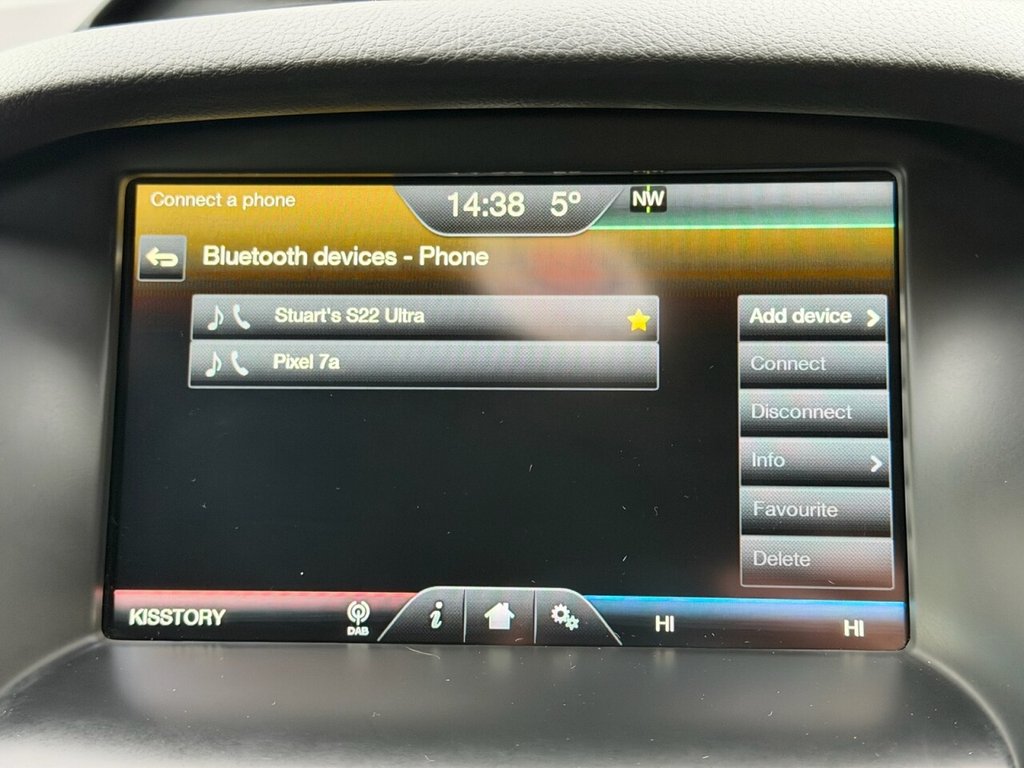 Connect a phone
14:38 5°
NW
Bluetooth devices - Phone
Stuart's S22 Ultra
Pixel 7a
Add device
Connect
Disconnect
Info
Favourite
Delete
KISSTORY
DAB
i
HI
HI